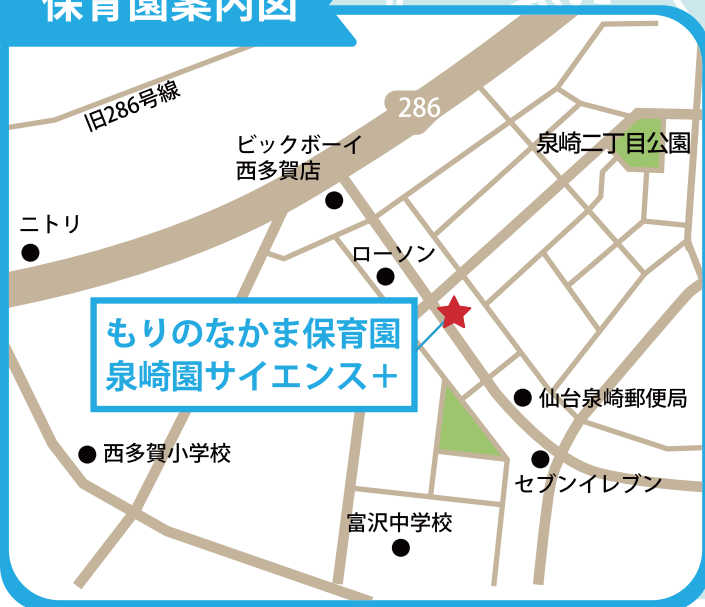 保育園案内図
旧286号線
286
ビックボーイ
西多賀店
泉崎二丁目公園
ニトリ
ローソン
もりのなかま保育園
泉崎園サイエンス＋
仙台泉崎郵便局
西多賀小学校
セブンイレブン
富沢中学校